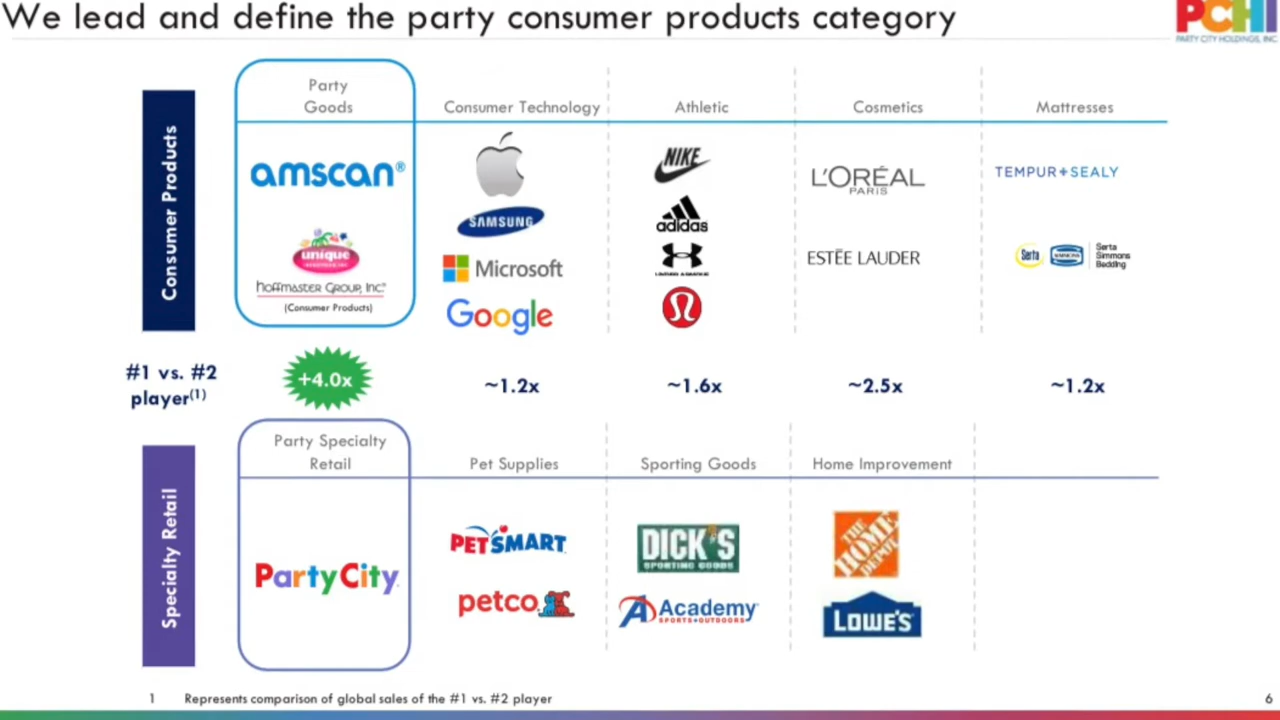 We lead and define the party consumer products category
PCHI
PARTY CITY HOLDINGS, INC
Consumer Products
Party
Goods
Consumer Technology
Athletic
Cosmetics
Mattresses
amscan®
unique
HOFFMASTER GROUP, INC.
(Consumer Products)
SAMSUNG
Microsoft
Google
NIKE
adidas
UNDER ARMOUR
L'ORÉAL
PARIS
ESTĒE LAUDER
TEMPUR+SEALY
Serta
SIMMONS
Serta
Simmons
Bedding
#1 vs. #2
player(1)
+4.0x
~1.2x
~1.6x
~2.5x
~1.2x
Specialty Retail
Party Specialty
Retail
Pet Supplies
Sporting Goods
Home Improvement
Party City
PETSMART
petco
DICK'S
SPORTING GOODS
Academy
SPORTS+OUTDOORS
THE
HOME
DEPOT
LOWE'S
1 Represents comparison of global sales of the #1 vs. #2 player
6